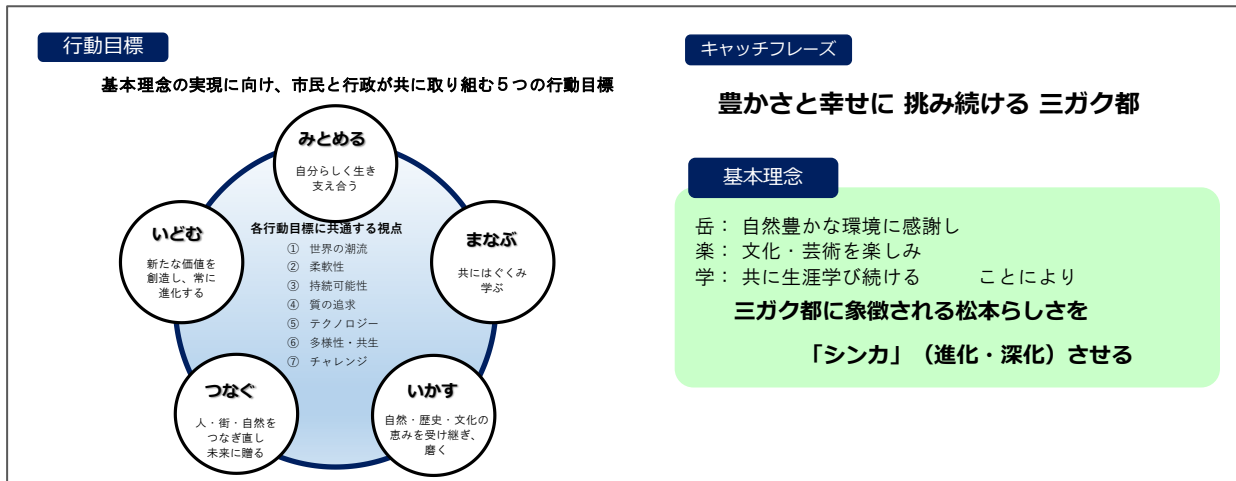 行動目標
基本理念の実現に向け、市民と行政が共に取り組む５つの行動目標
みとめる
自分らしく生き
支え合う
まなぶ
共にはぐくみ
学ぶ
いかす
自然・歴史・文化の
恵みを受け継ぎ、
磨く
つなぐ
人・街・自然を
つなぎ直し
未来に贈る
いどむ
新たな価値を
創造し、常に
進化する
各行動目標に共通する視点
① 世界の潮流
② 柔軟性
③ 持続可能性
④ 質の追求
⑤ テクノロジー
⑥ 多様性・共生
⑦ チャレンジ
キャッチフレーズ
豊かさと幸せに 挑み続ける 三ガク都
基本理念
岳： 自然豊かな環境に感謝し
楽： 文化・芸術を楽しみ
学： 共に生涯学び続ける　　ことにより
三ガク都に象徴される松本らしさを
「シンカ」（進化・深化）させる